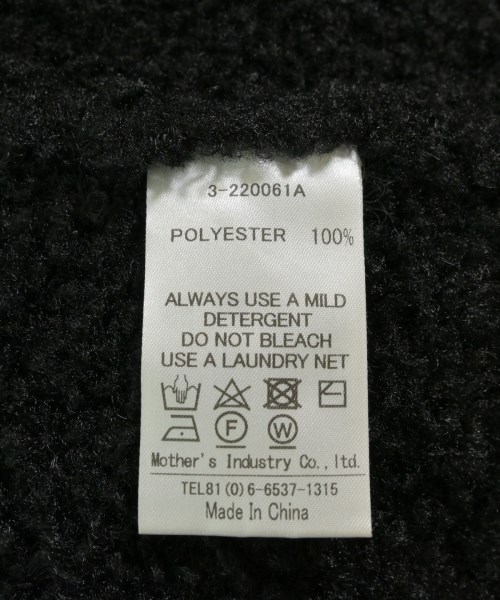 3-220061A
POLYESTER 100%
ALWAYS USE A MILD
DETERGENT
DO NOT BLEACH
USE A LAUNDRY NET
F W
Mother's Industry Co., ltd.
TEL81(0)6-6537-1315
Made In China